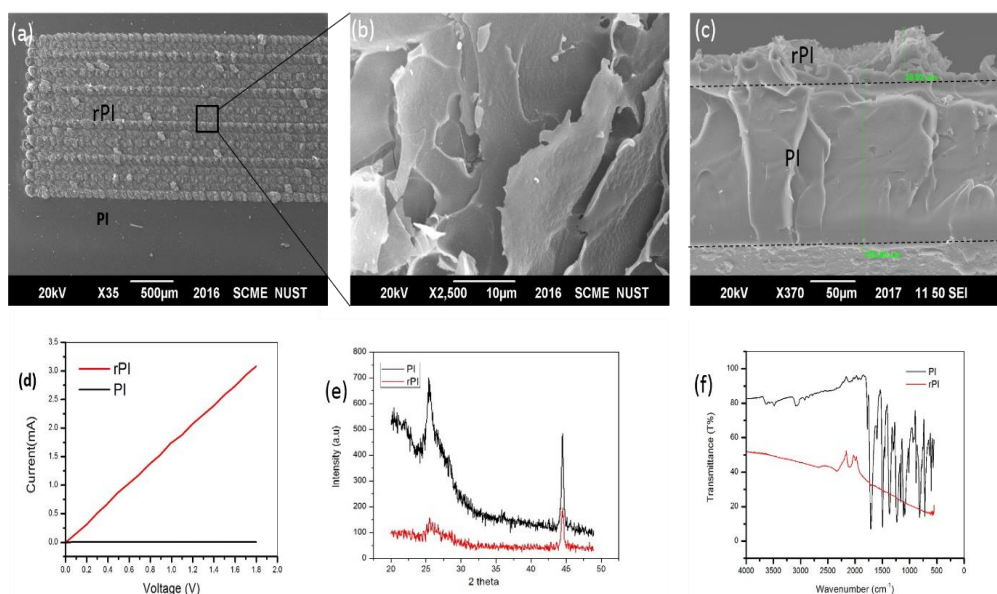 (a)
rPI
PI
20kV X35 500µm 2016 SCME NUST
(b)
20kV X2,500 10µm 2016 SCME NUST
(c)
rPI
PI
20kV X370 50µm 2017 11 50 SEI
(d)
rPI
PI
Current(mA)
3.5
3.0
2.5
2.0
1.5
1.0
0.5
0.0
0.0 0.2 0.4 0.6 0.8 1.0 1.2 1.4 1.6 1.8 2.0
Voltage (V)
(e)
PI
rPI
Intensity (a.u)
800
700
600
500
400
300
200
100
0
20 25 30 35 40 45 50
2 theta
(f)
PI
rPI
Transmittance (T%)
100
80
60
40
20
0
4000 3500 3000 2500 2000 1500 1000 500
Wavenumber (cm⁻¹)